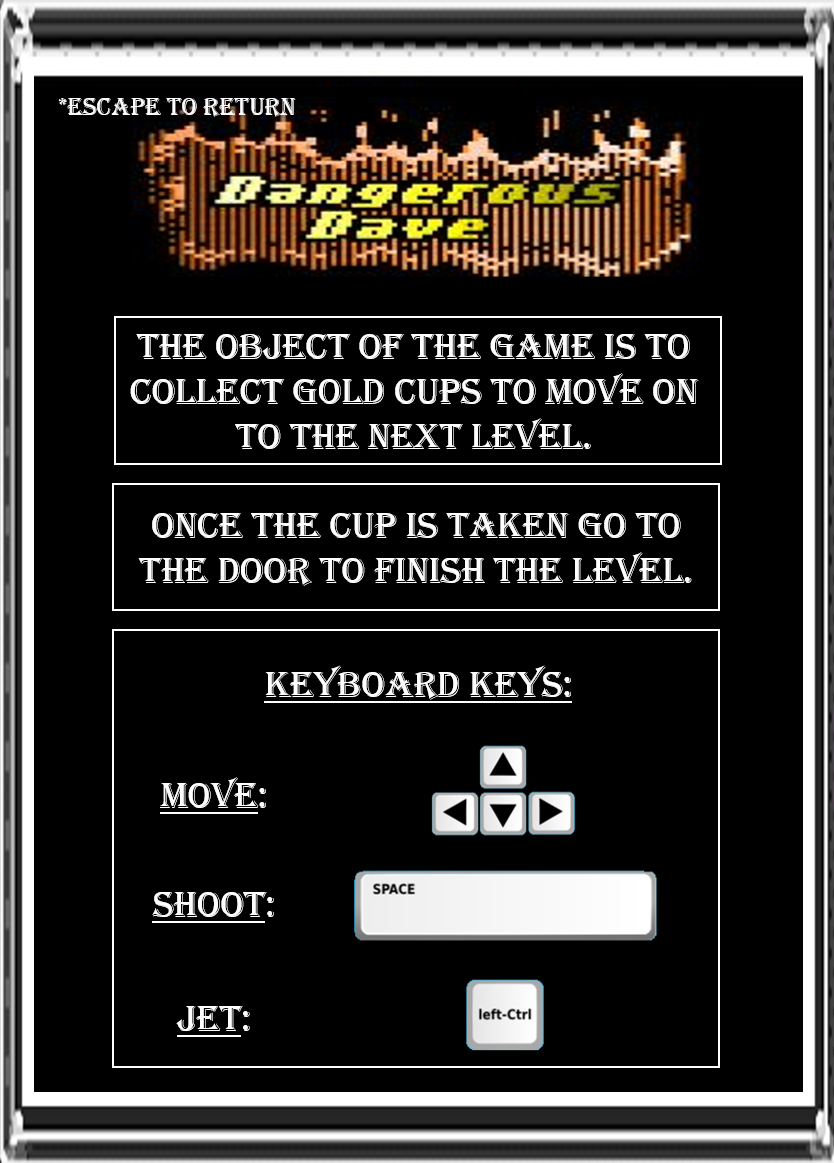 *ESCAPE TO RETURN
Dangerous
Dave
THE OBJECT OF THE GAME IS TO
COLLECT GOLD CUPS TO MOVE ON
TO THE NEXT LEVEL.
ONCE THE CUP IS TAKEN GO TO
THE DOOR TO FINISH THE LEVEL.
KEYBOARD KEYS:
MOVE:
SHOOT:
SPACE
JET:
left-Ctrl